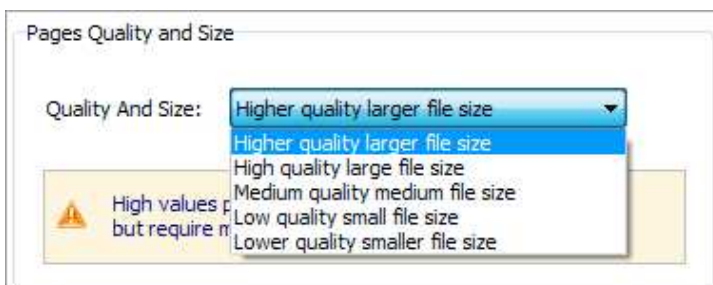 Pages Quality and Size
Quality And Size: Higher quality larger file size
Higher quality larger file size
High quality large file size
Medium quality medium file size
Low quality small file size
Lower quality smaller file size
High values
but require